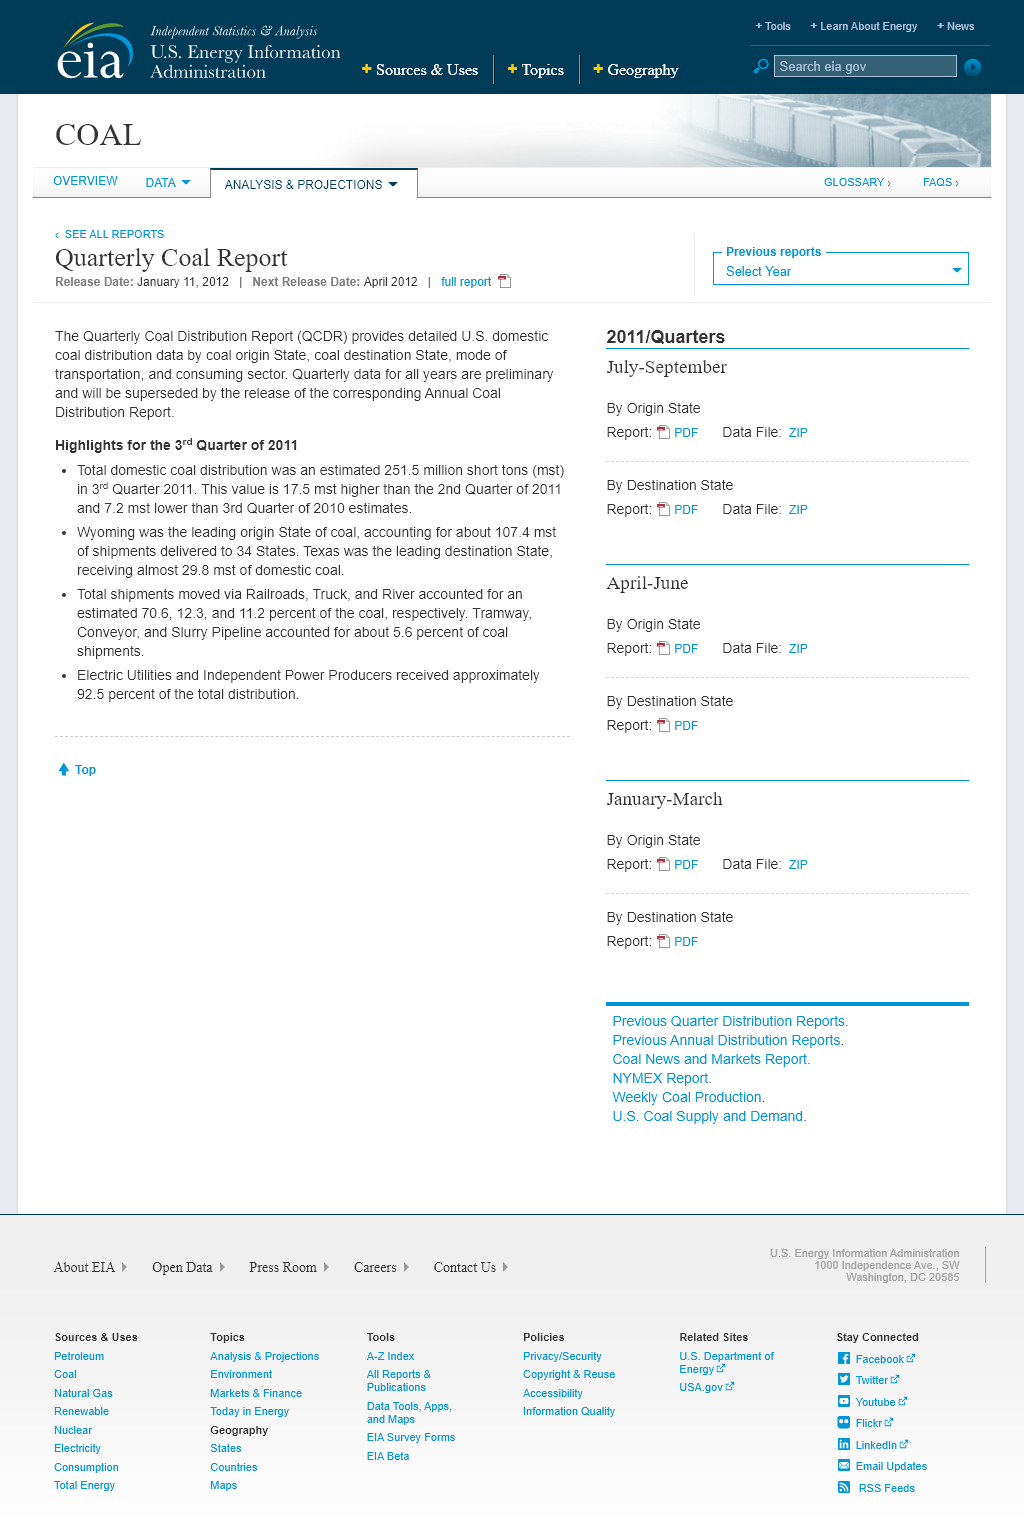 + Tools + Learn About Energy + News
eia
Independent Statistics & Analysis
U.S. Energy Information
Administration
+ Sources & Uses + Topics + Geography
Search eia.gov
COAL
OVERVIEW DATA ANALYSIS & PROJECTIONS GLOSSARY › FAQS ›
‹ SEE ALL REPORTS
Quarterly Coal Report
Release Date: January 11, 2012 | Next Release Date: April 2012 | full report
Previous reports
Select Year
The Quarterly Coal Distribution Report (QCDR) provides detailed U.S. domestic
coal distribution data by coal origin State, coal destination State, mode of
transportation, and consuming sector. Quarterly data for all years are preliminary
and will be superseded by the release of the corresponding Annual Coal
Distribution Report.
Highlights for the 3rd Quarter of 2011
• Total domestic coal distribution was an estimated 251.5 million short tons (mst)
in 3rd Quarter 2011. This value is 17.5 mst higher than the 2nd Quarter of 2011
and 7.2 mst lower than 3rd Quarter of 2010 estimates.
• Wyoming was the leading origin State of coal, accounting for about 107.4 mst
of shipments delivered to 34 States. Texas was the leading destination State,
receiving almost 29.8 mst of domestic coal.
• Total shipments moved via Railroads, Truck, and River accounted for an
estimated 70.6, 12.3, and 11.2 percent of the coal, respectively. Tramway,
Conveyor, and Slurry Pipeline accounted for about 5.6 percent of coal
shipments.
• Electric Utilities and Independent Power Producers received approximately
92.5 percent of the total distribution.
Top
2011/Quarters
July-September
By Origin State
Report: PDF Data File: ZIP
By Destination State
Report: PDF Data File: ZIP
April-June
By Origin State
Report: PDF Data File: ZIP
By Destination State
Report: PDF
January-March
By Origin State
Report: PDF Data File: ZIP
By Destination State
Report: PDF
Previous Quarter Distribution Reports.
Previous Annual Distribution Reports.
Coal News and Markets Report.
NYMEX Report.
Weekly Coal Production.
U.S. Coal Supply and Demand.
About EIA Open Data Press Room Careers Contact Us
U.S. Energy Information Administration
1000 Independence Ave., SW
Washington, DC 20585
Sources & Uses
Petroleum
Coal
Natural Gas
Renewable
Nuclear
Electricity
Consumption
Total Energy
Topics
Analysis & Projections
Environment
Markets & Finance
Today in Energy
Geography
States
Countries
Maps
Tools
A-Z Index
All Reports &
Publications
Data Tools, Apps,
and Maps
EIA Survey Forms
EIA Beta
Policies
Privacy/Security
Copyright & Reuse
Accessibility
Information Quality
Related Sites
U.S. Department of
Energy
USA.gov
Stay Connected
Facebook
Twitter
Youtube
Flickr
LinkedIn
Email Updates
RSS Feeds